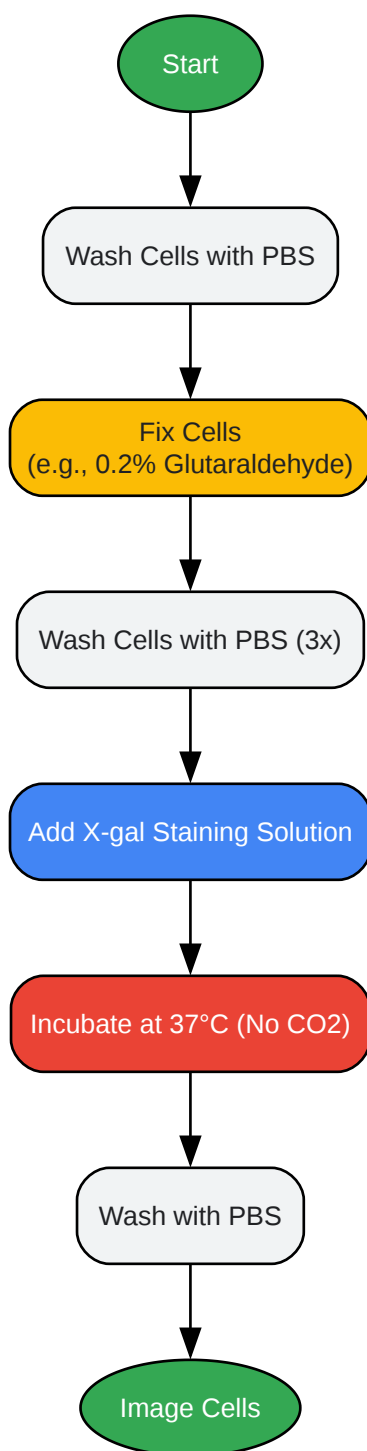 Start
Wash Cells with PBS
Fix Cells
(e.g., 0.2% Glutaraldehyde)
Wash Cells with PBS (3x)
Add X-gal Staining Solution
Incubate at 37°C (No CO2)
Wash with PBS
Image Cells